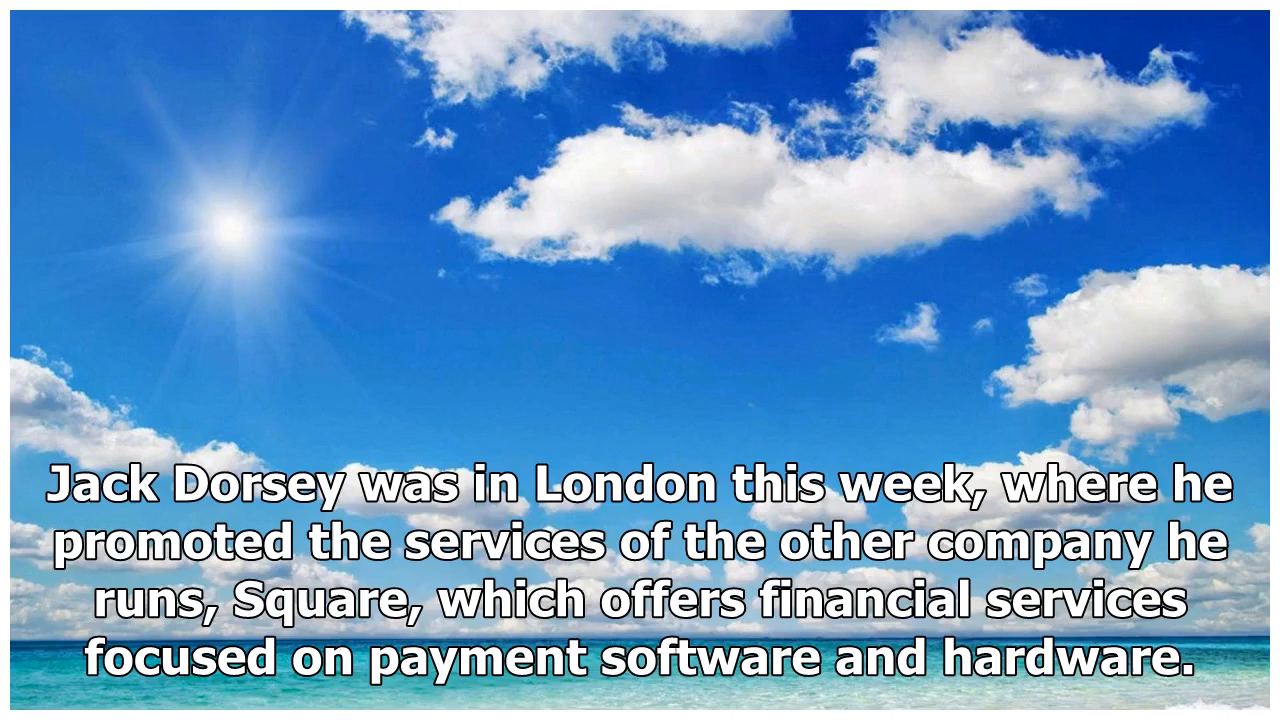 Jack Dorsey was in London this week, where he
promoted the services of the other company he
runs, Square, which offers financial services
focused on payment software and hardware.